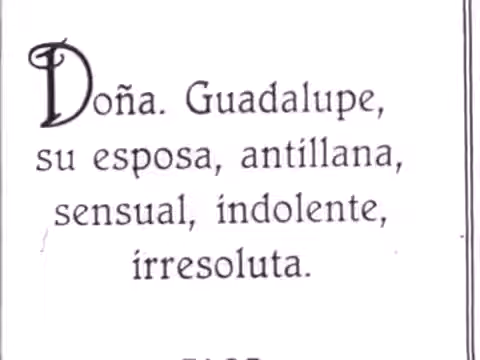 Doña. Guadalupe,
su esposa, antillana,
sensual, indolente,
irresoluta.